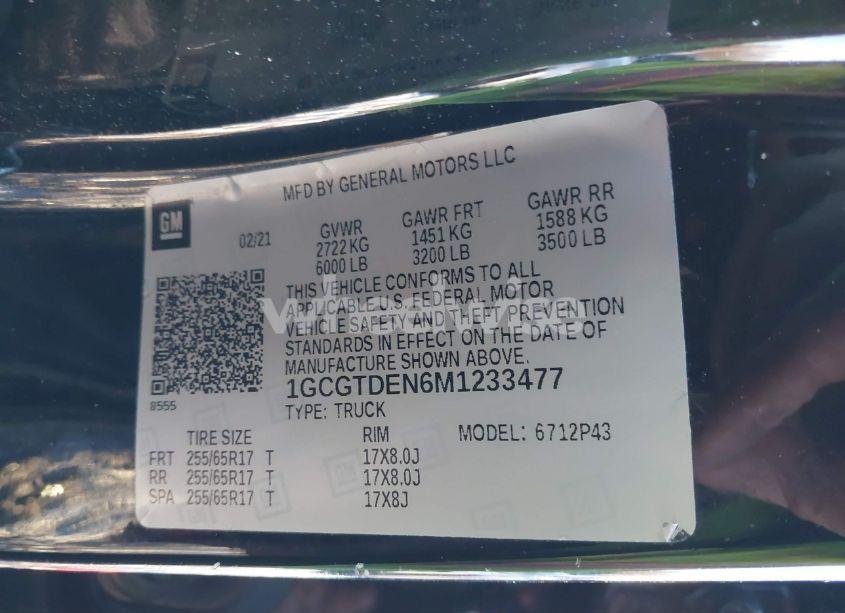 MFD BY GENERAL MOTORS LLC
GM
02/21
GVWR
2722 KG
6000 LB
GAWR FRT
1451 KG
3200 LB
GAWR RR
1588 KG
3500 LB
THIS VEHICLE CONFORMS TO ALL
APPLICABLE U.S. FEDERAL MOTOR
VEHICLE SAFETY AND THEFT PREVENTION
STANDARDS IN EFFECT ON THE DATE OF
MANUFACTURE SHOWN ABOVE.
8555
1GCGTDEN6M1233477
TYPE: TRUCK
TIRE SIZE RIM MODEL: 6712P43
FRT 255/65R17 T 17X8.0J
RR 255/65R17 T 17X8.0J
SPA 255/65R17 T 17X8J